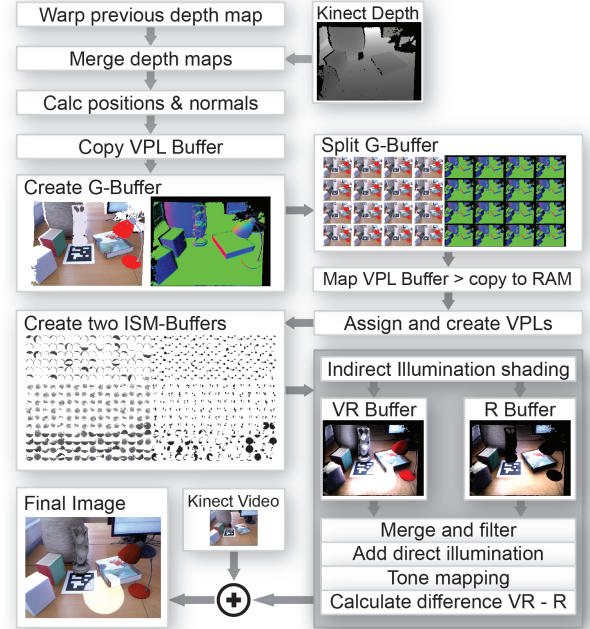 Warp previous depth map
Kinect Depth
Merge depth maps
Calc positions & normals
Copy VPL Buffer
Create G-Buffer
Split G-Buffer
Map VPL Buffer > copy to RAM
Assign and create VPLs
Create two ISM-Buffers
Indirect Illumination shading
VR Buffer
R Buffer
Merge and filter
Add direct illumination
Tone mapping
Calculate difference VR - R
Kinect Video
Final Image